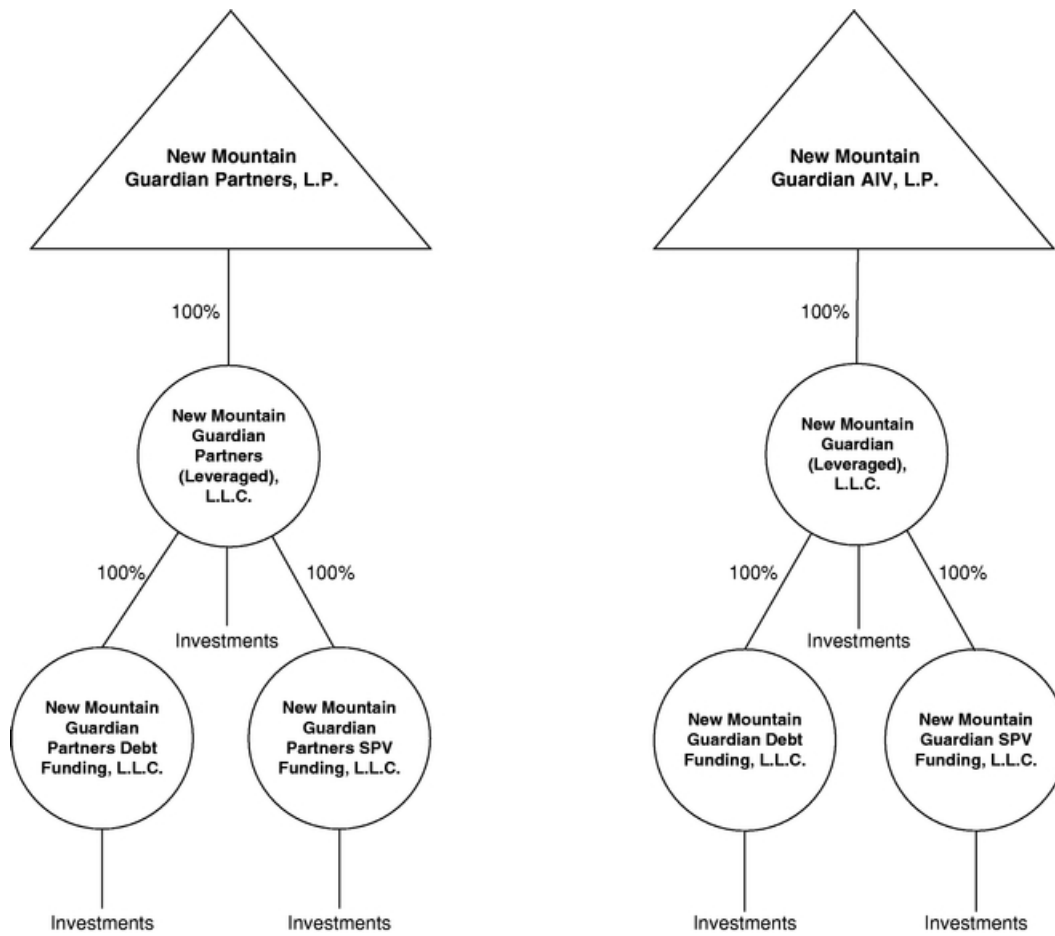 New Mountain
Guardian Partners, L.P.
100%
New Mountain
Guardian
Partners
(Leveraged),
L.L.C.
100%
100%
Investments
New Mountain
Guardian
Partners Debt
Funding, L.L.C.
New Mountain
Guardian
Partners SPV
Funding, L.L.C.
Investments
Investments
New Mountain
Guardian AIV, L.P.
100%
New Mountain
Guardian
(Leveraged),
L.L.C.
100%
100%
Investments
New Mountain
Guardian Debt
Funding, L.L.C.
New Mountain
Guardian SPV
Funding, L.L.C.
Investments
Investments